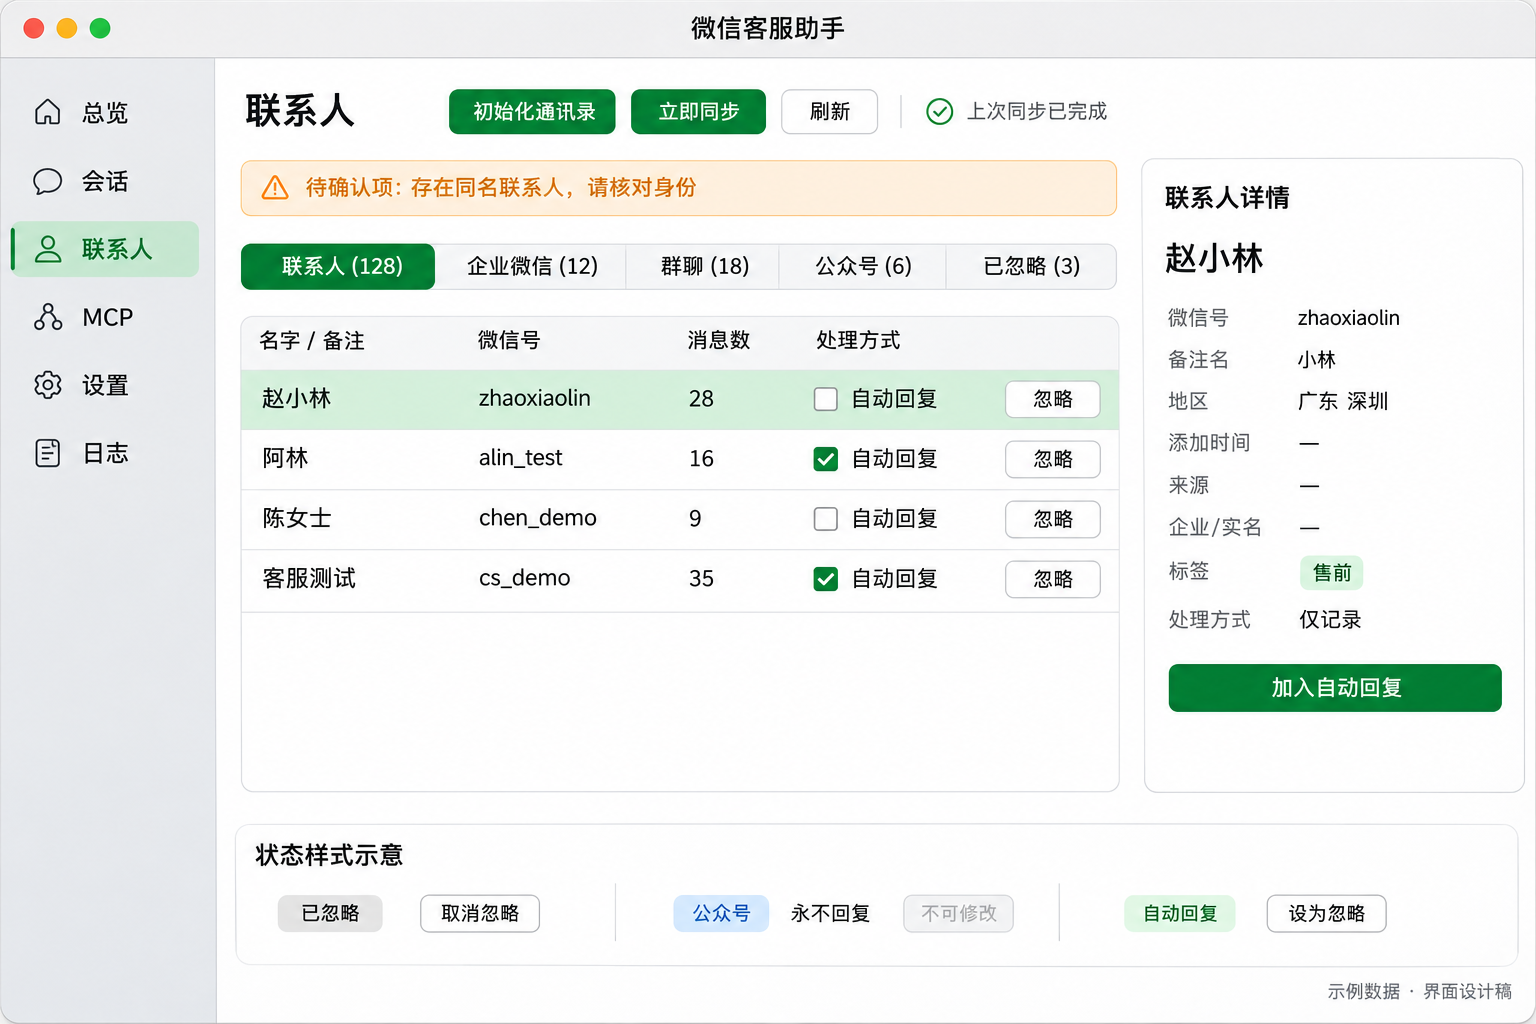 微信客服助手
总览
会话
联系人
MCP
设置
日志
联系人
初始化通讯录
立即同步
刷新
上次同步已完成
待确认项：存在同名联系人，请核对身份
联系人 (128)
企业微信 (12)
群聊 (18)
公众号 (6)
已忽略 (3)
名字 / 备注 微信号 消息数 处理方式
赵小林 zhaoxiaolin 28 自动回复 忽略
阿林 alin_test 16 自动回复 忽略
陈女士 chen_demo 9 自动回复 忽略
客服测试 cs_demo 35 自动回复 忽略
联系人详情
赵小林
微信号 zhaoxiaolin
备注名 小林
地区 广东 深圳
添加时间 —
来源 —
企业/实名 —
标签 售前
处理方式 仅记录
加入自动回复
状态样式示意
已忽略 取消忽略 公众号 永不回复 不可修改 自动回复 设为忽略
示例数据 · 界面设计稿